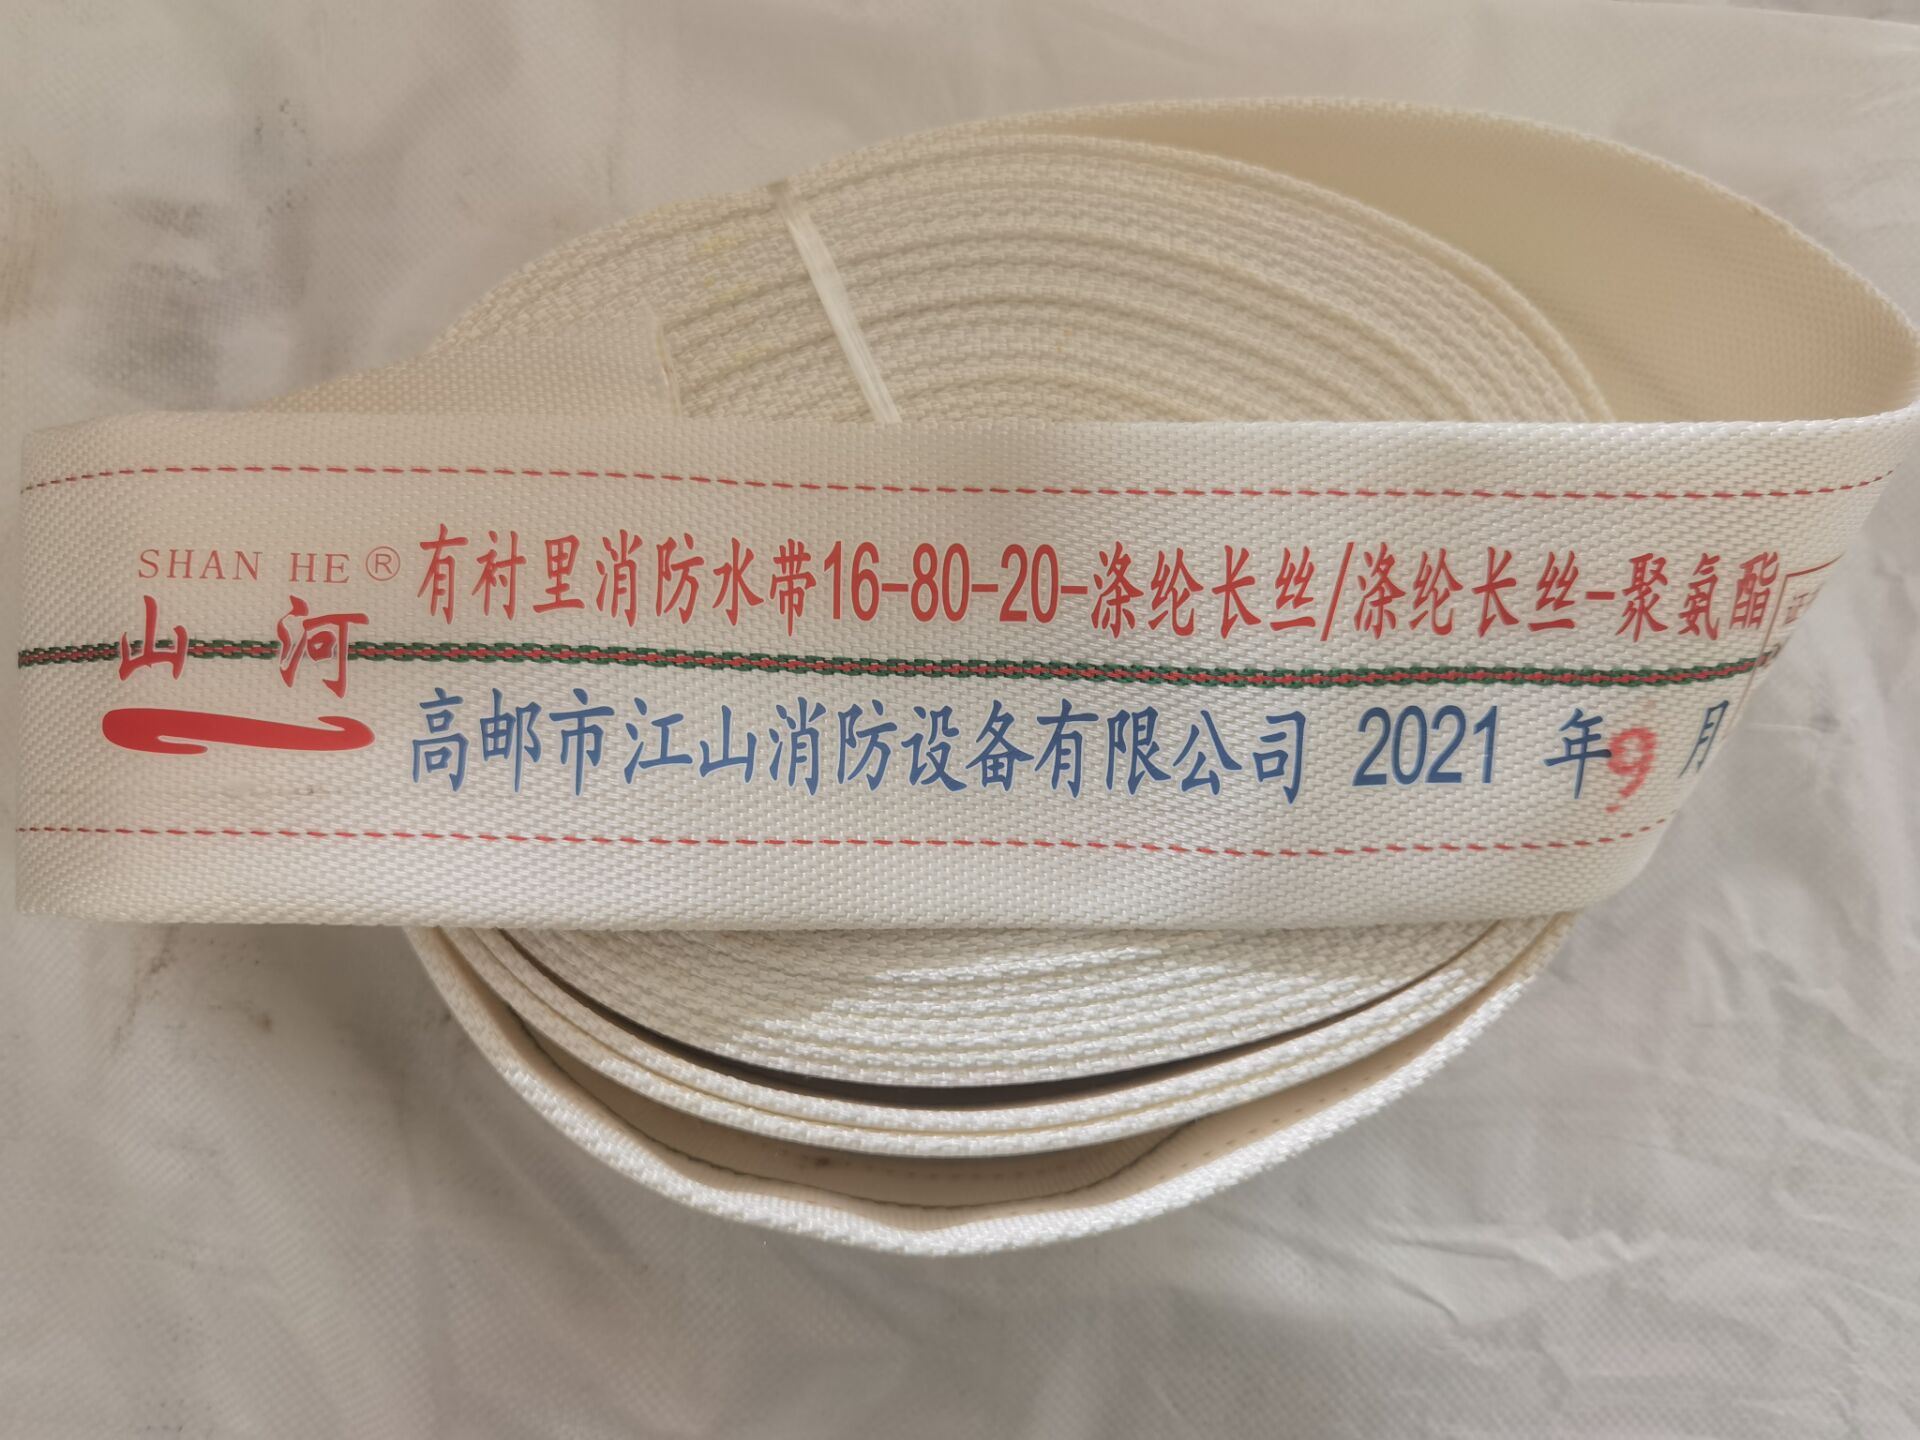 SHAN HE®
山河
有衬里消防水带16-80-20-涤纶长丝/涤纶长丝-聚氨酯
高邮市江山消防设备有限公司 2021 年9月